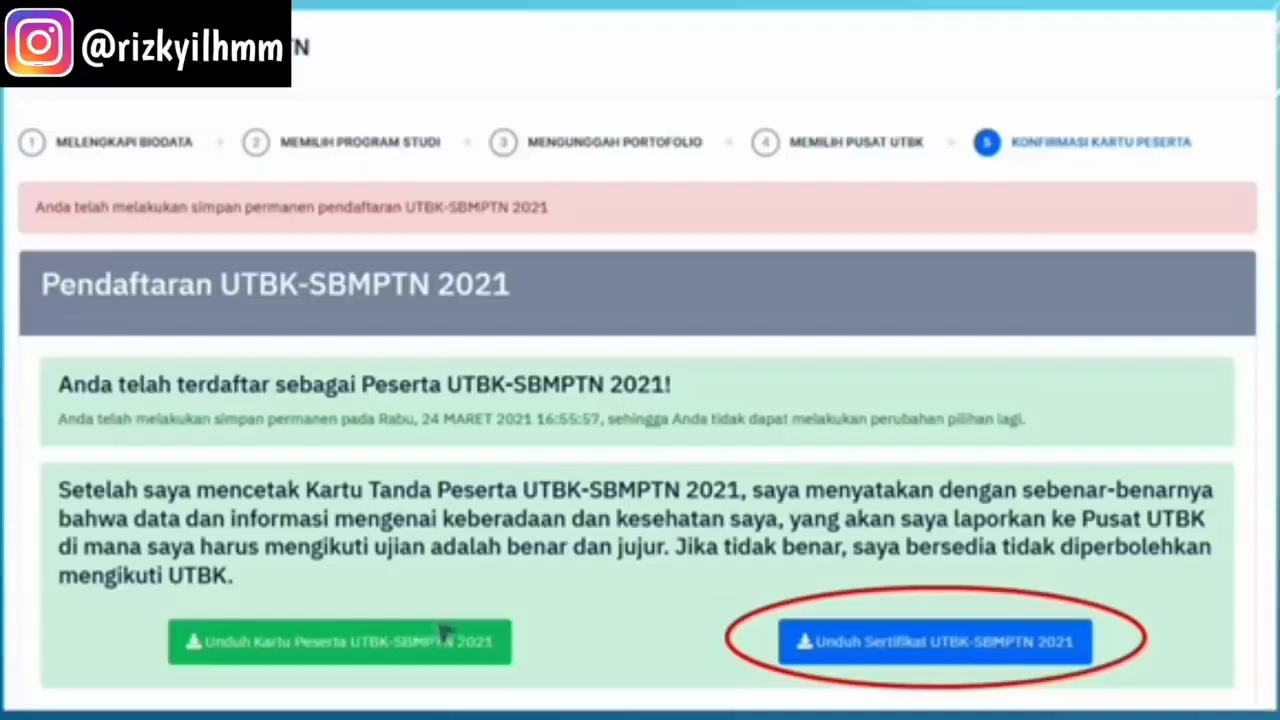 @rizkyilhmm
N
1 MELENGKAPI BIODATA 2 MEMILIH PROGRAM STUDI 3 MENGUNGGAH PORTOFOLIO 4 MEMILIH PUSAT UTBK 5 KONFIRMASI KARTU PESERTA
Anda telah melakukan simpan permanen pendaftaran UTBK-SBMPTN 2021
Pendaftaran UTBK-SBMPTN 2021
Anda telah terdaftar sebagai Peserta UTBK-SBMPTN 2021!
Anda telah melakukan simpan permanen pada Rabu, 24 MARET 2021 16:55:57, sehingga Anda tidak dapat melakukan perubahan pilihan lagi.
Setelah saya mencetak Kartu Tanda Peserta UTBK-SBMPTN 2021, saya menyatakan dengan sebenar-benarnya
bahwa data dan informasi mengenai keberadaan dan kesehatan saya, yang akan saya laporkan ke Pusat UTBK
di mana saya harus mengikuti ujian adalah benar dan jujur. Jika tidak benar, saya bersedia tidak diperbolehkan
mengikuti UTBK.
Unduh Kartu Peserta UTBK-SBMPTN 2021
Unduh Sertifikat UTBK-SBMPTN 2021